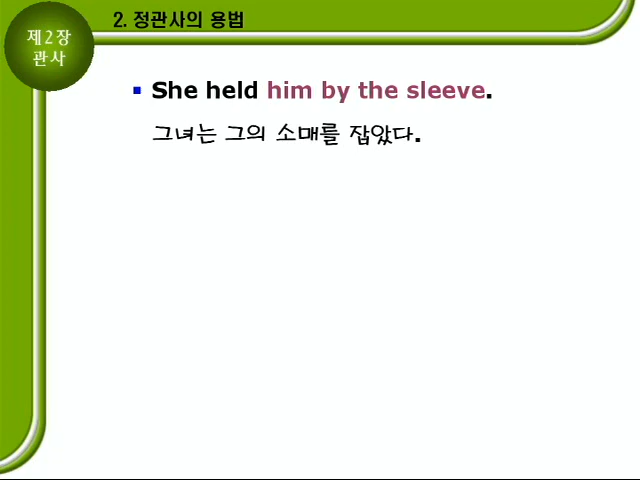 제2장
관사
2. 정관사의 용법
▪ She held him by the sleeve.
그녀는 그의 소매를 잡았다.